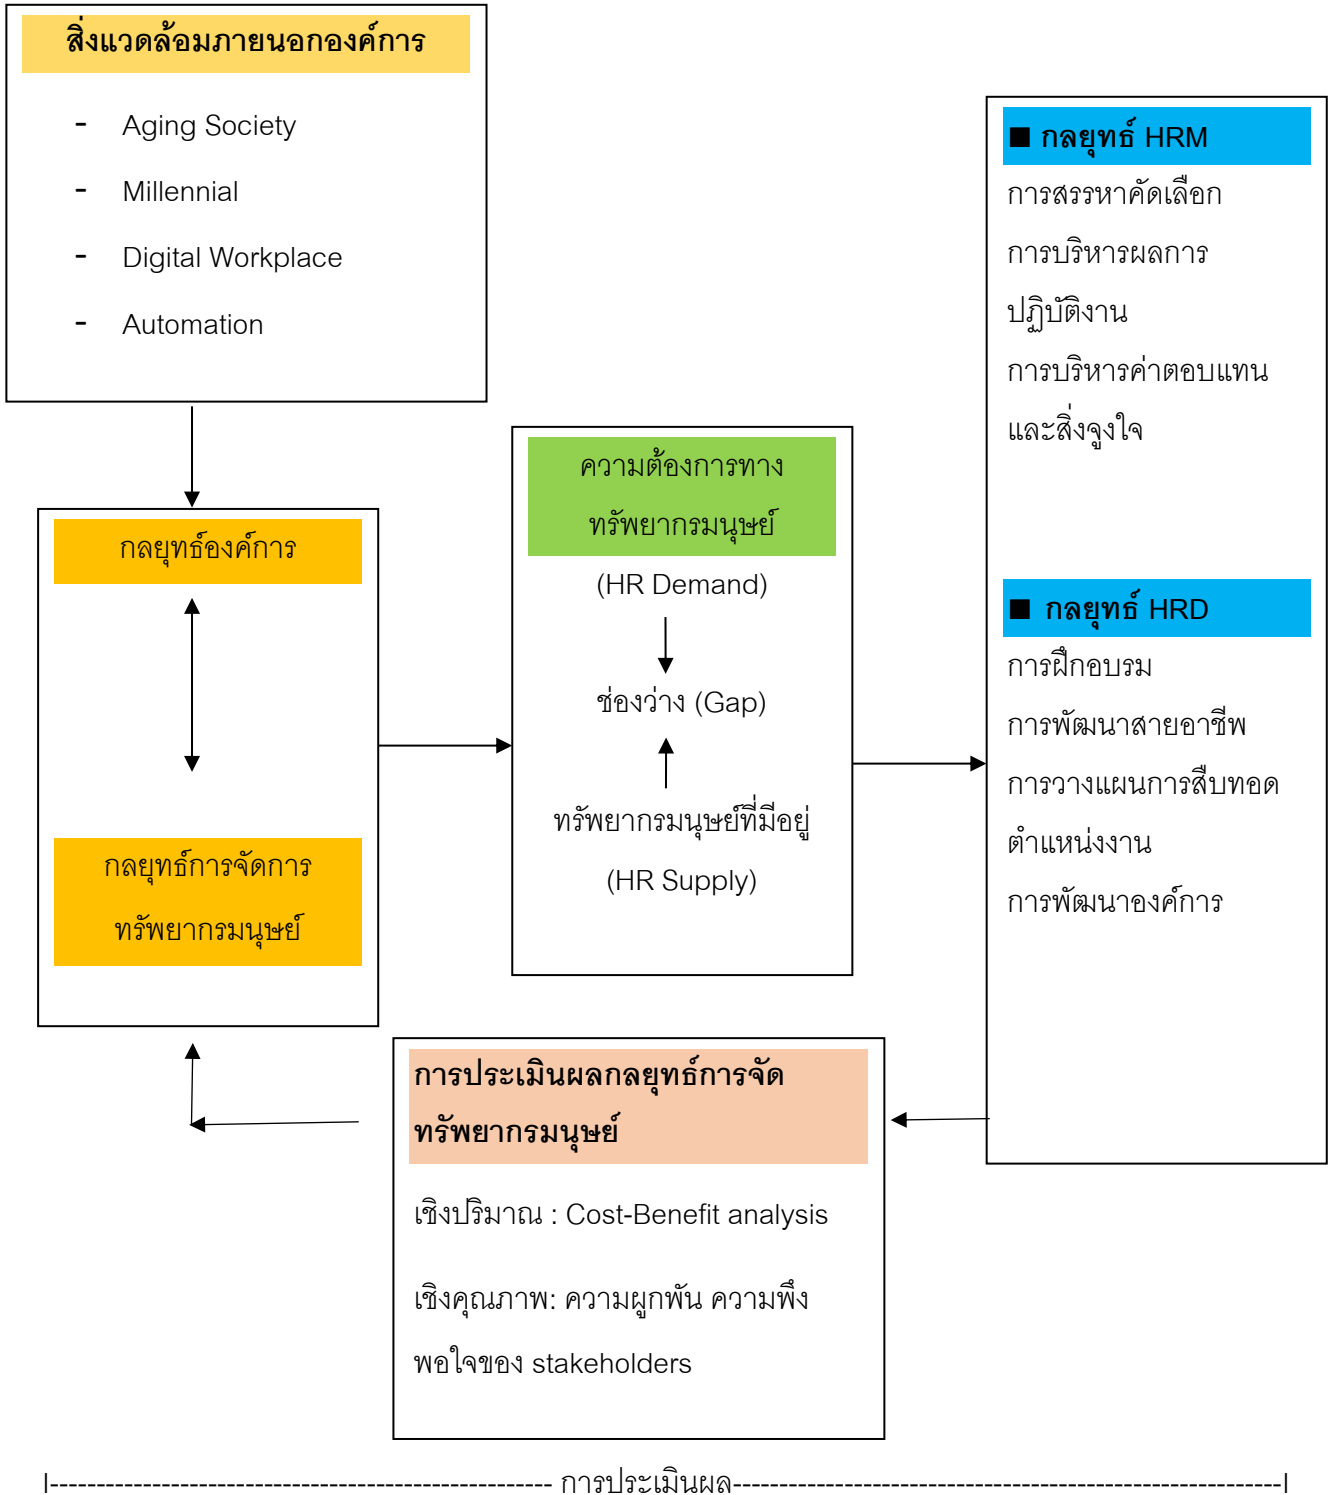 สิ่งแวดล้อมภายนอกองค์การ
- Aging Society
- Millennial
- Digital Workplace
- Automation
กลยุทธ์องค์การ
กลยุทธ์การจัดการ
ทรัพยากรมนุษย์
ความต้องการทาง
ทรัพยากรมนุษย์
(HR Demand)
ช่องว่าง (Gap)
ทรัพยากรมนุษย์ที่มีอยู่
(HR Supply)
■ กลยุทธ์ HRM
การสรรหาคัดเลือก
การบริหารผลการ
ปฏิบัติงาน
การบริหารค่าตอบแทน
และสิ่งจูงใจ
■ กลยุทธ์ HRD
การฝึกอบรม
การพัฒนาสายอาชีพ
การวางแผนการสืบทอด
ตำแหน่งงาน
การพัฒนาองค์การ
การประเมินผลกลยุทธ์การจัด
ทรัพยากรมนุษย์
เชิงปริมาณ : Cost-Benefit analysis
เชิงคุณภาพ: ความผูกพัน ความพึง
พอใจของ stakeholders
|------------------------------------------------------ การประเมินผล-----------------------------------------------------------|